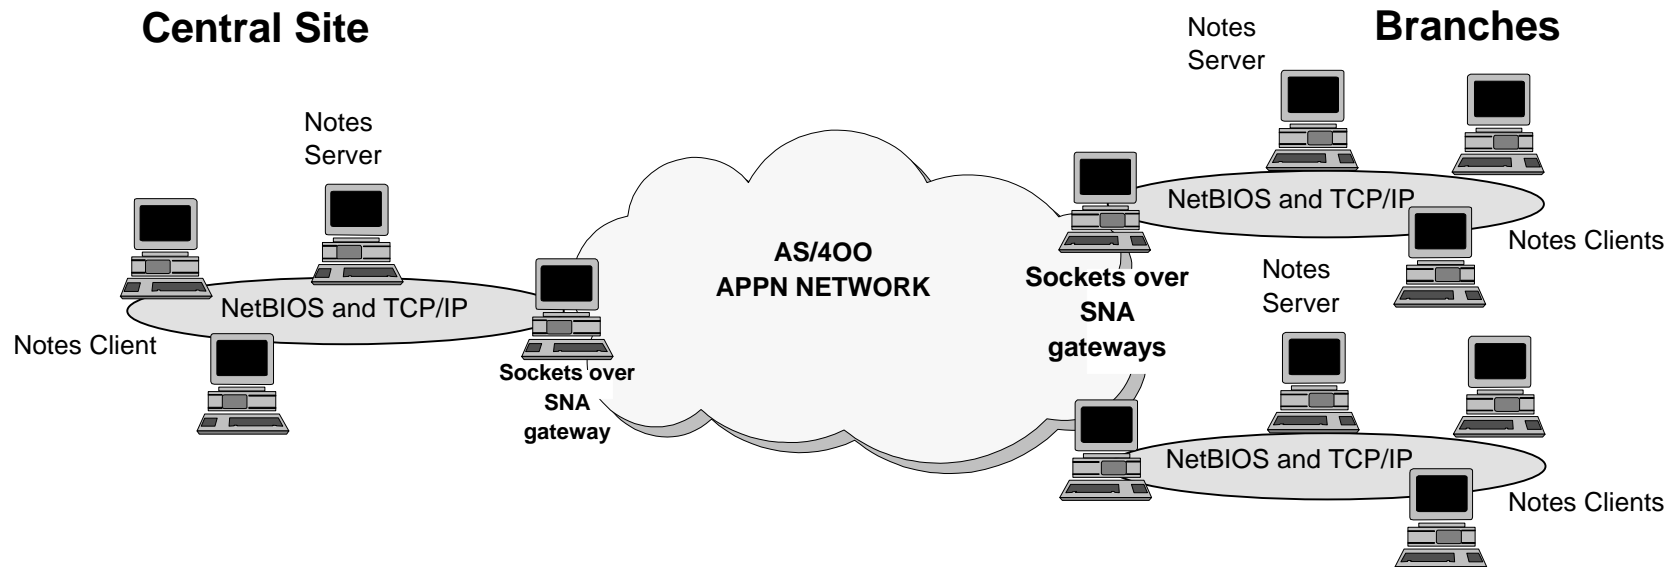 Central Site
Notes
Server
NetBIOS and TCP/IP
Notes Client
Sockets over
SNA
gateway
AS/4OO
APPN NETWORK
Branches
Notes
Server
NetBIOS and TCP/IP
Notes Clients
Sockets over
SNA
gateways
Notes
Server
NetBIOS and TCP/IP
Notes Clients